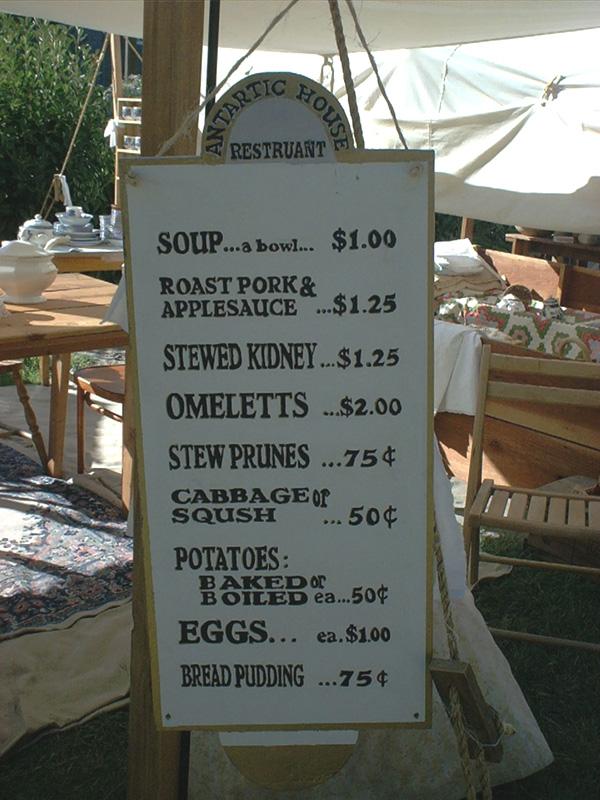 ANTARTIC HOUSE
RESTRUANT
SOUP...a bowl... $1.00
ROAST PORK &
APPLESAUCE ...$1.25
STEWED KIDNEY...$1.25
OMELETTS ...$2.00
STEW PRUNES ...75¢
CABBAGE or
SQUSH ...50¢
POTATOES:
BAKED or
BOILED ea...50¢
EGGS... ea.$1.00
BREAD PUDDING ...75¢